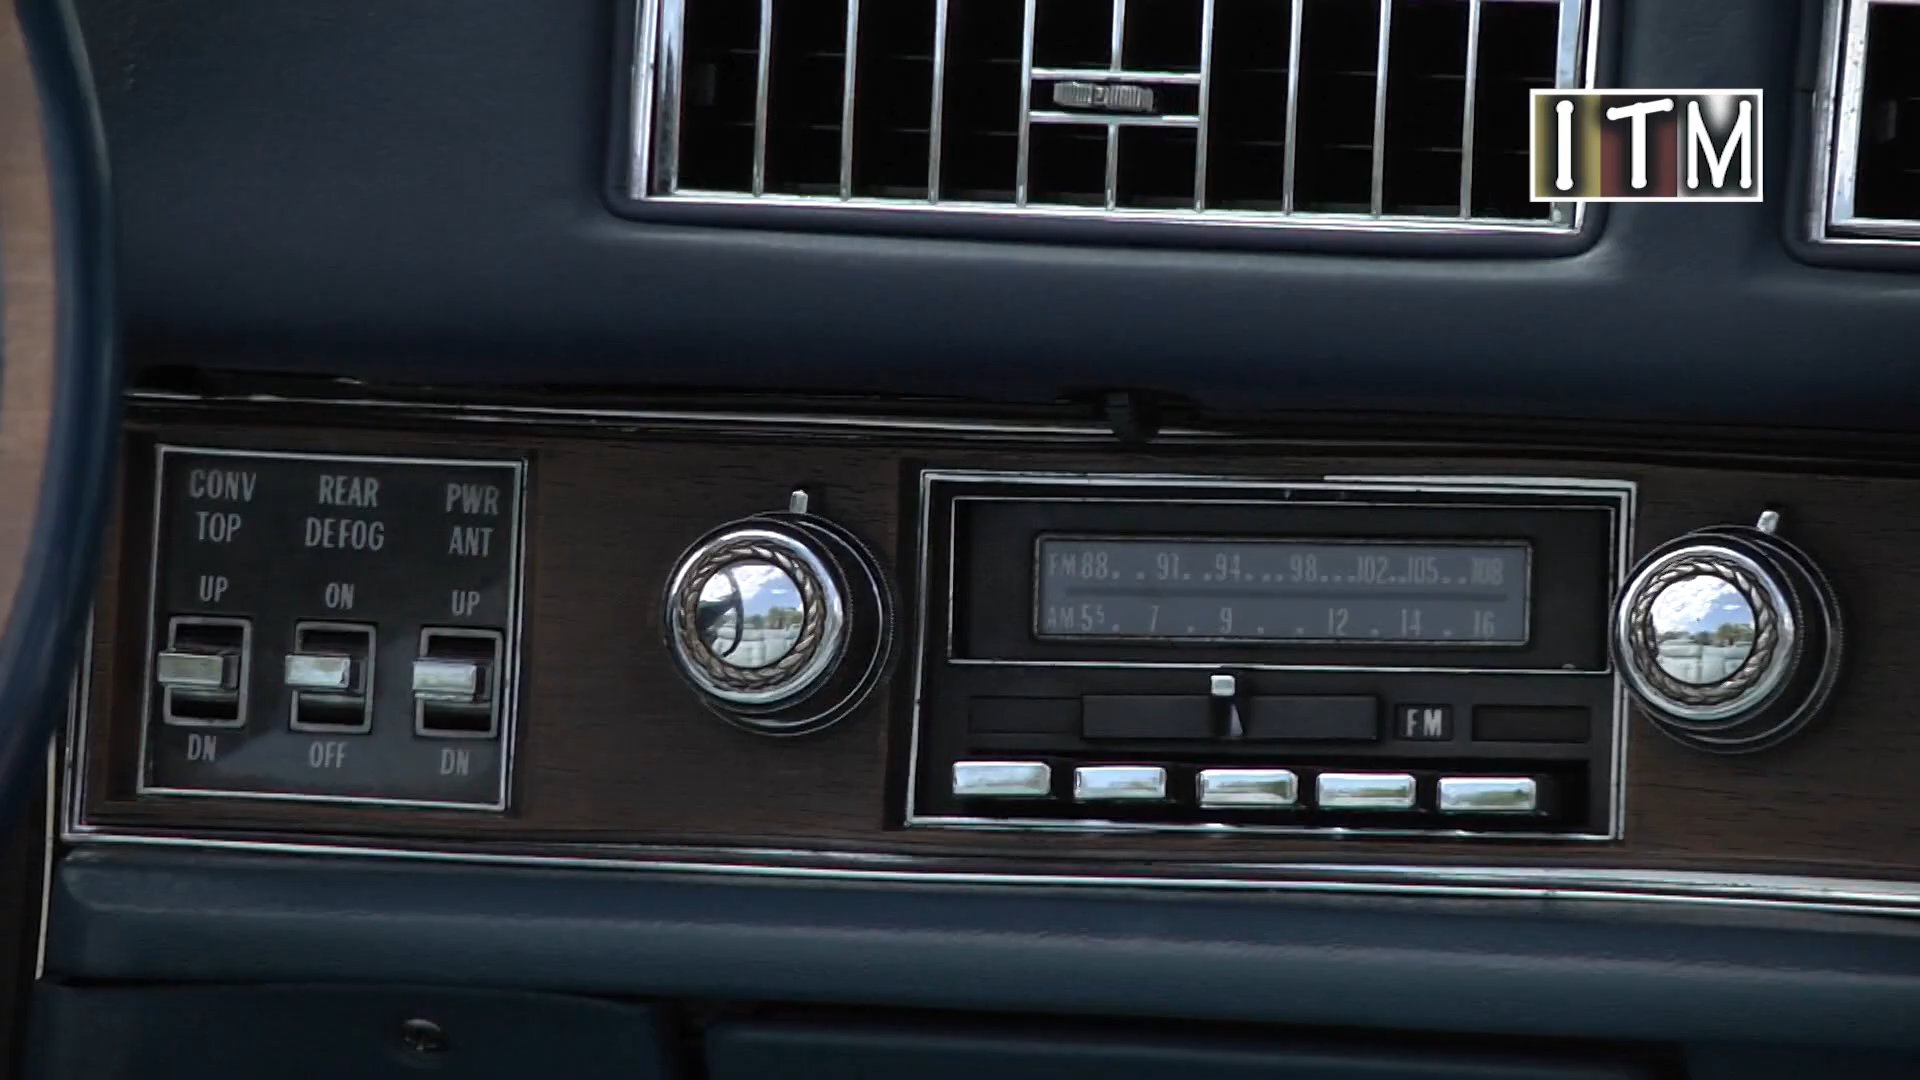 ITM
CONV
TOP
UP
DN
REAR
DEFOG
ON
OFF
PWR
ANT
UP
DN
FM 88. . 91. .94. . .98. . .102. .105. . 108
AM 5⁵ . 7 . 9 . . 12 . 14 . 16
FM